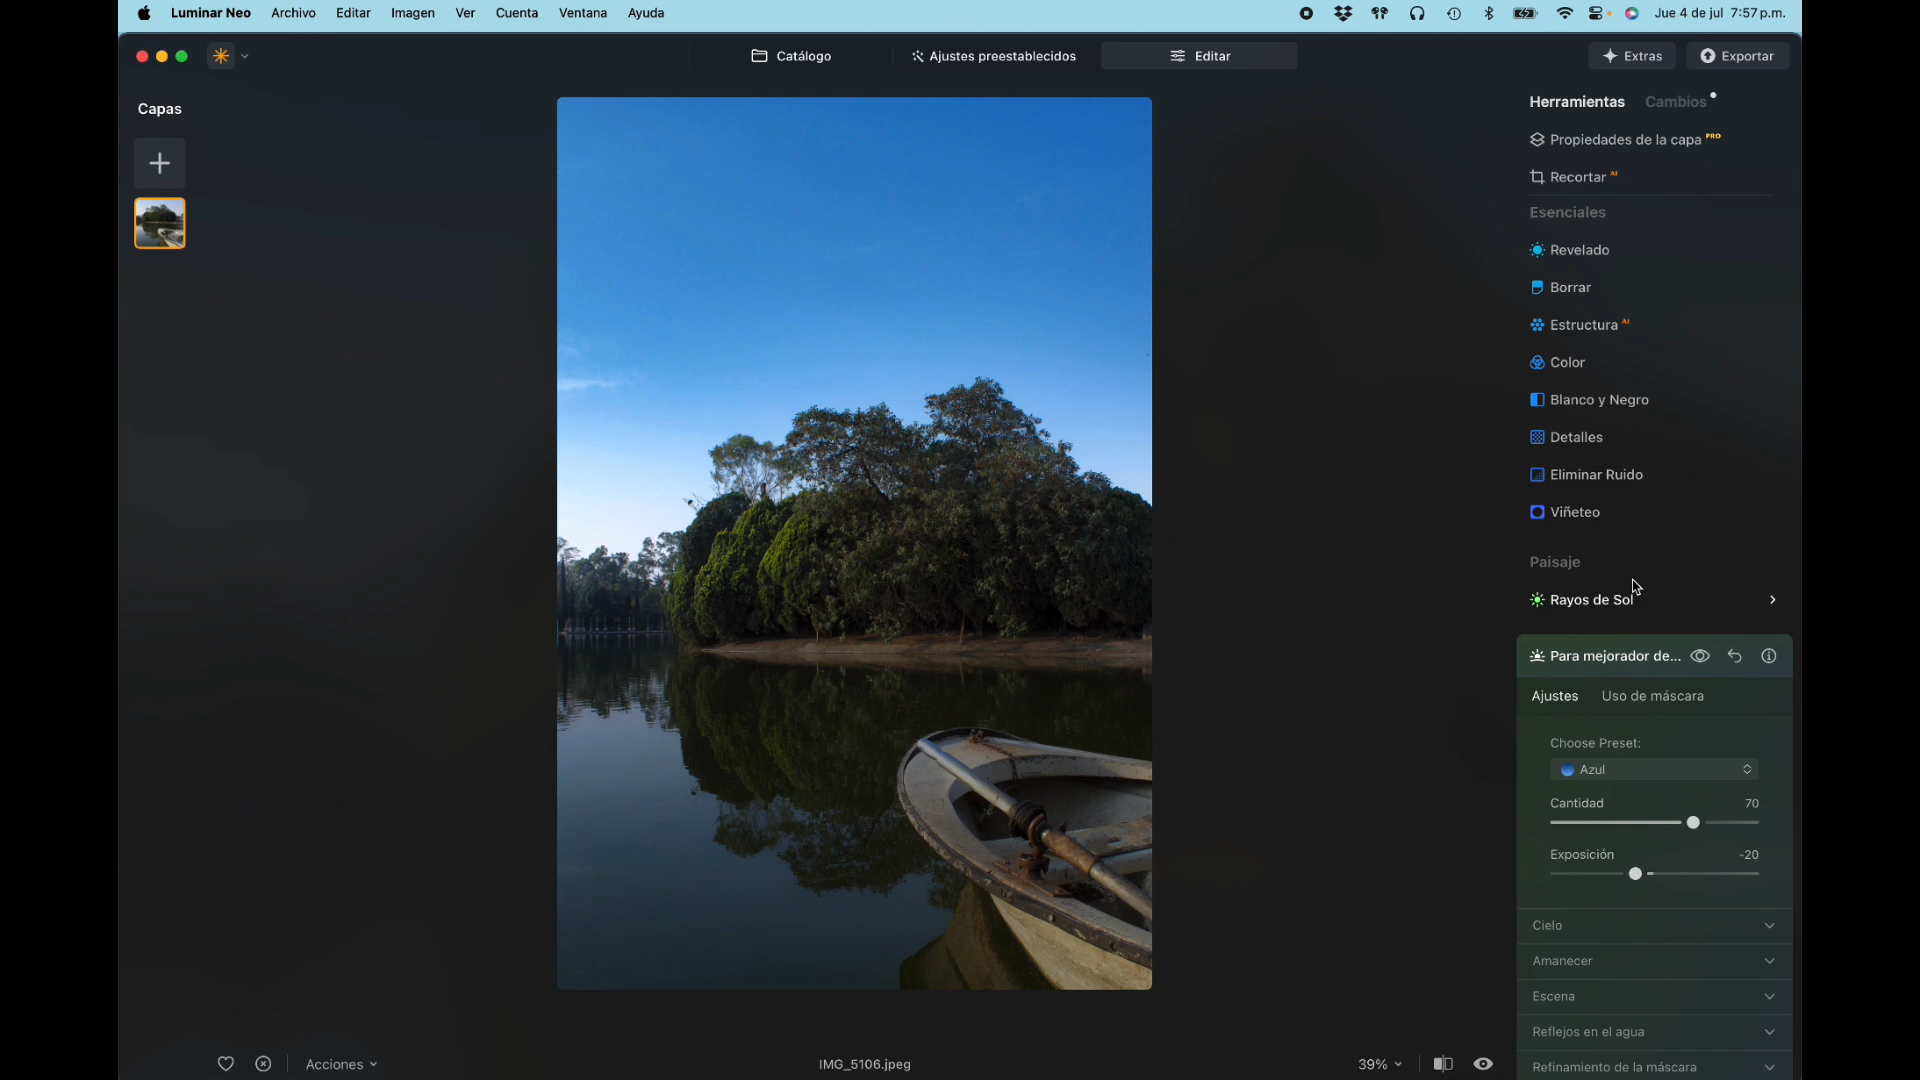 Luminar Neo Archivo Editar Imagen Ver Cuenta Ventana Ayuda Jue 4 de jul 7:57 p.m.
Catálogo Ajustes preestablecidos Editar Extras Exportar
Capas
Herramientas Cambios
Propiedades de la capa PRO
Recortar AI
Esenciales
Revelado
Borrar
Estructura AI
Color
Blanco y Negro
Detalles
Eliminar Ruido
Viñeteo
Paisaje
Rayos de Sol
Para mejorador de...
Ajustes Uso de máscara
Choose Preset:
Azul
Cantidad 70
Exposición -20
Cielo
Amanecer
Escena
Reflejos en el agua
Refinamiento de la máscara
Acciones IMG_5106.jpeg 39%